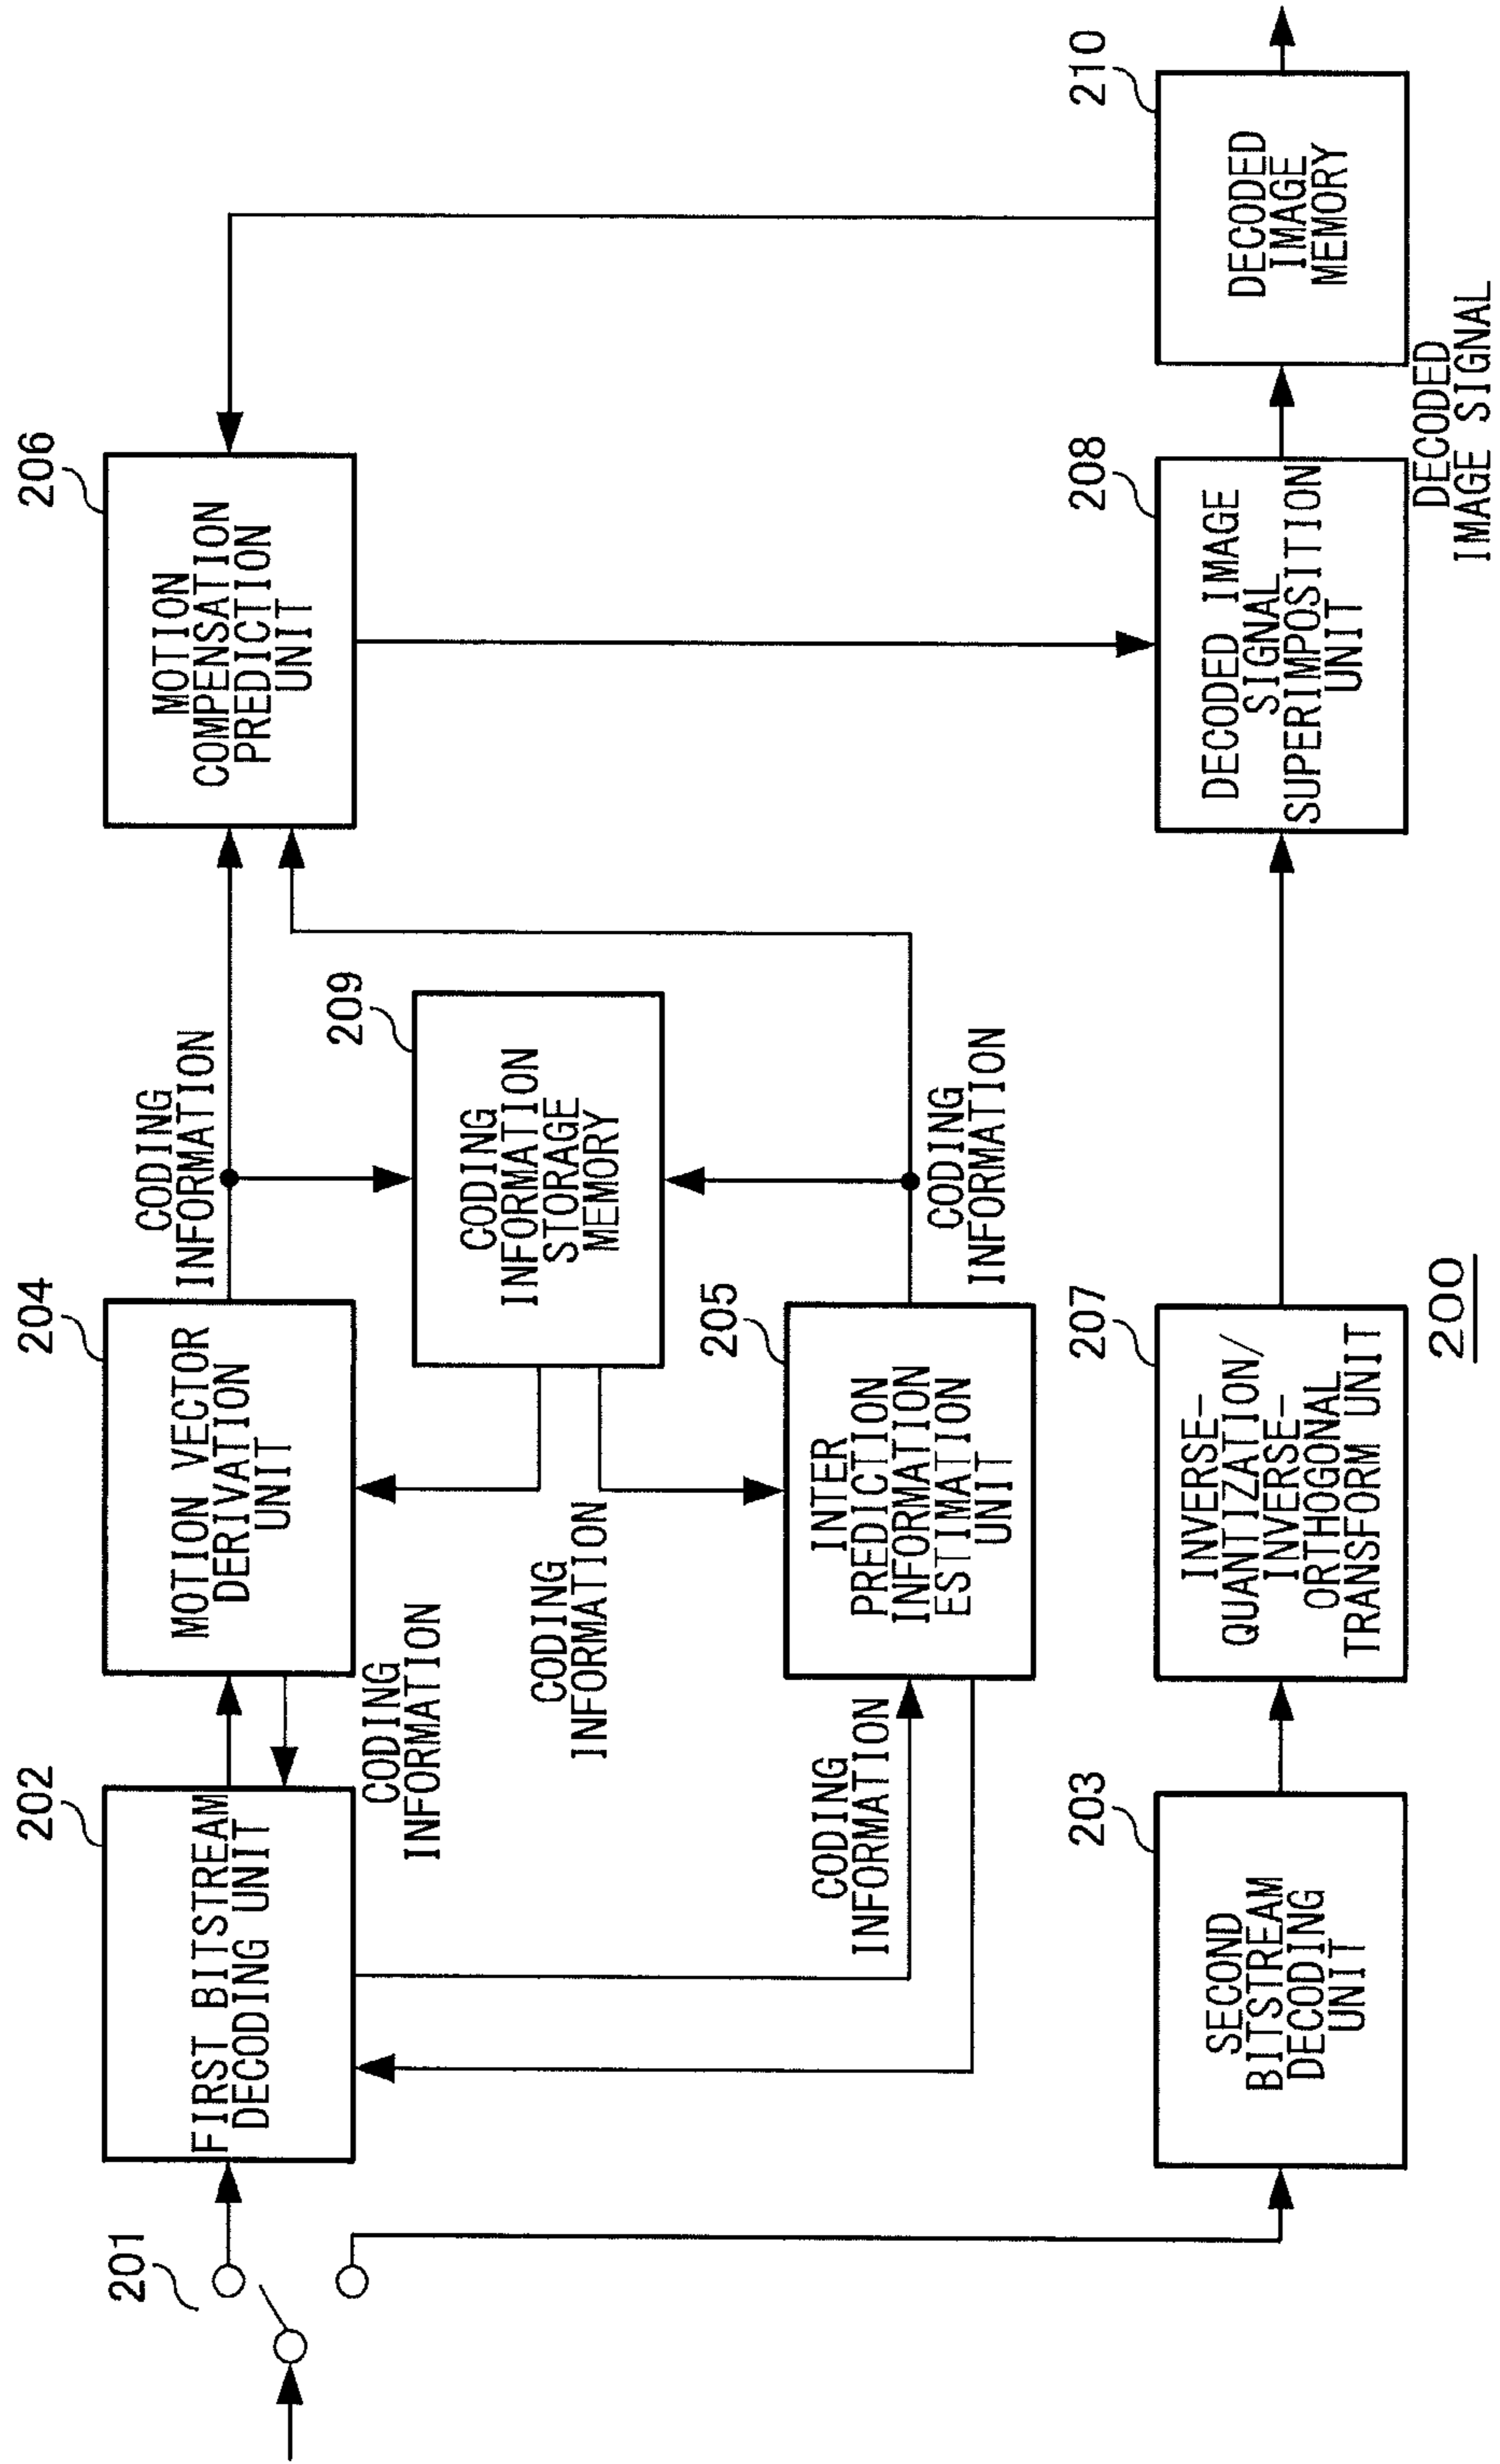 201
202
FIRST BITSTREAM
DECODING UNIT
204
MOTION VECTOR
DERIVATION
UNIT
CODING
INFORMATION
206
MOTION
COMPENSATION
PREDICTION
UNIT
CODING
INFORMATION
209
CODING
INFORMATION
STORAGE
MEMORY
CODING
INFORMATION
205
INTER
PREDICTION
INFORMATION
ESTIMATION
UNIT
CODING
INFORMATION
CODING
INFORMATION
203
SECOND
BITSTREAM
DECODING
UNIT
207
INVERSE-
QUANTIZATION/
INVERSE-
ORTHOGONAL
TRANSFORM UNIT
208
DECODED IMAGE
SIGNAL
SUPERIMPOSITION
UNIT
210
DECODED
IMAGE
MEMORY
DECODED
IMAGE SIGNAL
200